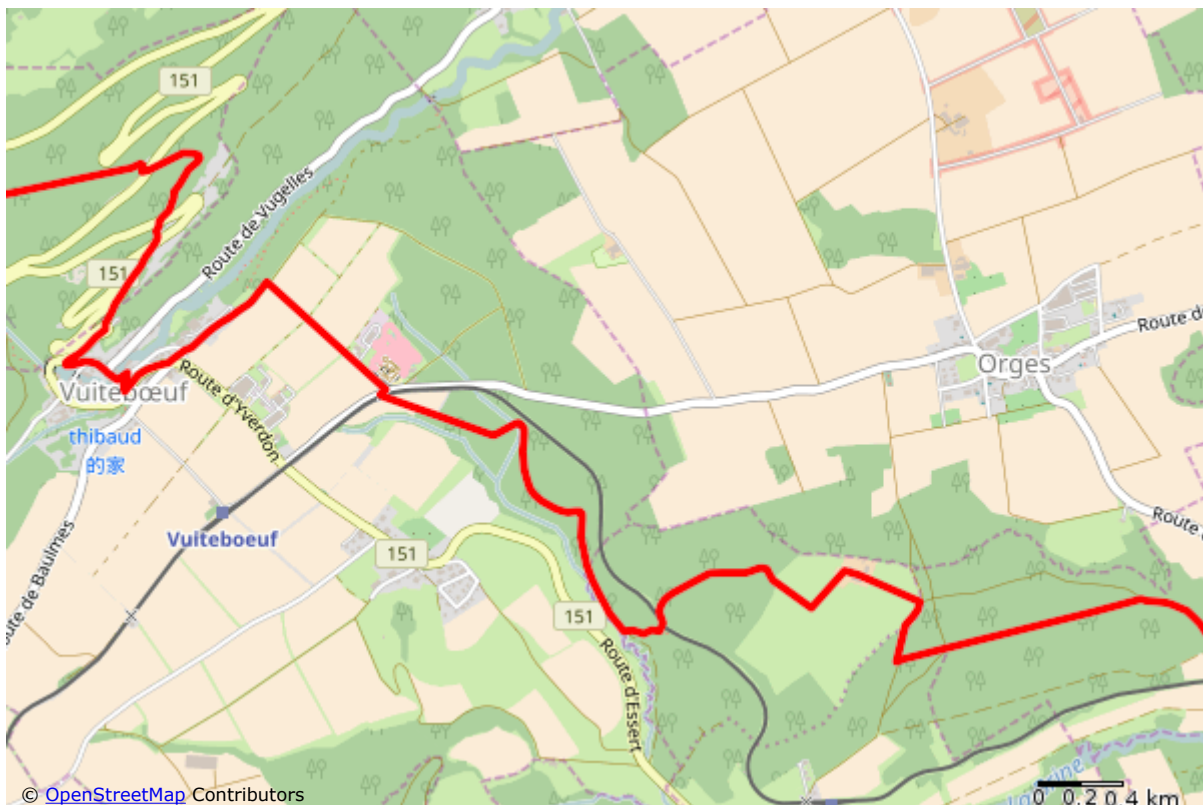 151
Route de Vugelles
151
Orges
Route d
Vuitebœuf
Route d'Yverdon
thibaud
的家
Route d
Vuiteboeuf
151
oute de Baulmes
151
Route d'Essert
© OpenStreetMap Contributors
0 0.2 0.4 km